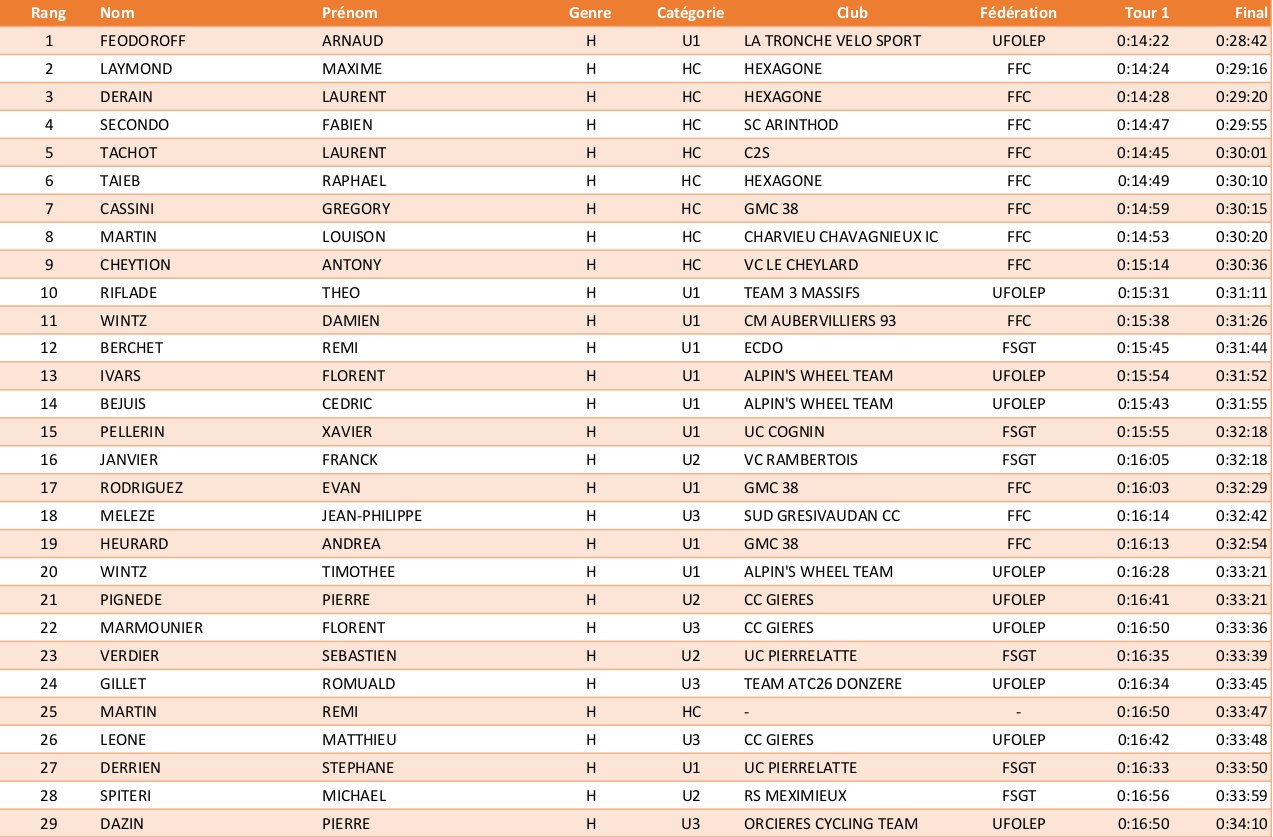 Rang Nom Prénom Genre Catégorie Club Fédération Tour 1 Final
1 FEODOROFF ARNAUD H U1 LA TRONCHE VELO SPORT UFOLEP 0:14:22 0:28:42
2 LAYMOND MAXIME H HC HEXAGONE FFC 0:14:24 0:29:16
3 DERAIN LAURENT H HC HEXAGONE FFC 0:14:28 0:29:20
4 SECONDO FABIEN H HC SC ARINTHOD FFC 0:14:47 0:29:55
5 TACHOT LAURENT H HC C2S FFC 0:14:45 0:30:01
6 TAIEB RAPHAEL H HC HEXAGONE FFC 0:14:49 0:30:10
7 CASSINI GREGORY H HC GMC 38 FFC 0:14:59 0:30:15
8 MARTIN LOUISON H HC CHARVIEU CHAVAGNIEUX IC FFC 0:14:53 0:30:20
9 CHEYTION ANTONY H HC VC LE CHEYLARD FFC 0:15:14 0:30:36
10 RIFLADE THEO H U1 TEAM 3 MASSIFS UFOLEP 0:15:31 0:31:11
11 WINTZ DAMIEN H U1 CM AUBERVILLIERS 93 FFC 0:15:38 0:31:26
12 BERCHET REMI H U1 ECDO FSGT 0:15:45 0:31:44
13 IVARS FLORENT H U1 ALPIN'S WHEEL TEAM UFOLEP 0:15:54 0:31:52
14 BEJUIS CEDRIC H U1 ALPIN'S WHEEL TEAM UFOLEP 0:15:43 0:31:55
15 PELLERIN XAVIER H U1 UC COGNIN FSGT 0:15:55 0:32:18
16 JANVIER FRANCK H U2 VC RAMBERTOIS FSGT 0:16:05 0:32:18
17 RODRIGUEZ EVAN H U1 GMC 38 FFC 0:16:03 0:32:29
18 MELEZE JEAN-PHILIPPE H U3 SUD GRESIVAUDAN CC FFC 0:16:14 0:32:42
19 HEURARD ANDREA H U1 GMC 38 FFC 0:16:13 0:32:54
20 WINTZ TIMOTHEE H U1 ALPIN'S WHEEL TEAM UFOLEP 0:16:28 0:33:21
21 PIGNEDE PIERRE H U2 CC GIERES UFOLEP 0:16:41 0:33:21
22 MARMOUNIER FLORENT H U3 CC GIERES UFOLEP 0:16:50 0:33:36
23 VERDIER SEBASTIEN H U2 UC PIERRELATTE FSGT 0:16:35 0:33:39
24 GILLET ROMUALD H U3 TEAM ATC26 DONZERE UFOLEP 0:16:34 0:33:45
25 MARTIN REMI H HC - - 0:16:50 0:33:47
26 LEONE MATTHIEU H U3 CC GIERES UFOLEP 0:16:42 0:33:48
27 DERRIEN STEPHANE H U1 UC PIERRELATTE FSGT 0:16:33 0:33:50
28 SPITERI MICHAEL H U2 RS MEXIMIEUX FSGT 0:16:56 0:33:59
29 DAZIN PIERRE H U3 ORCIERES CYCLING TEAM UFOLEP 0:16:50 0:34:10